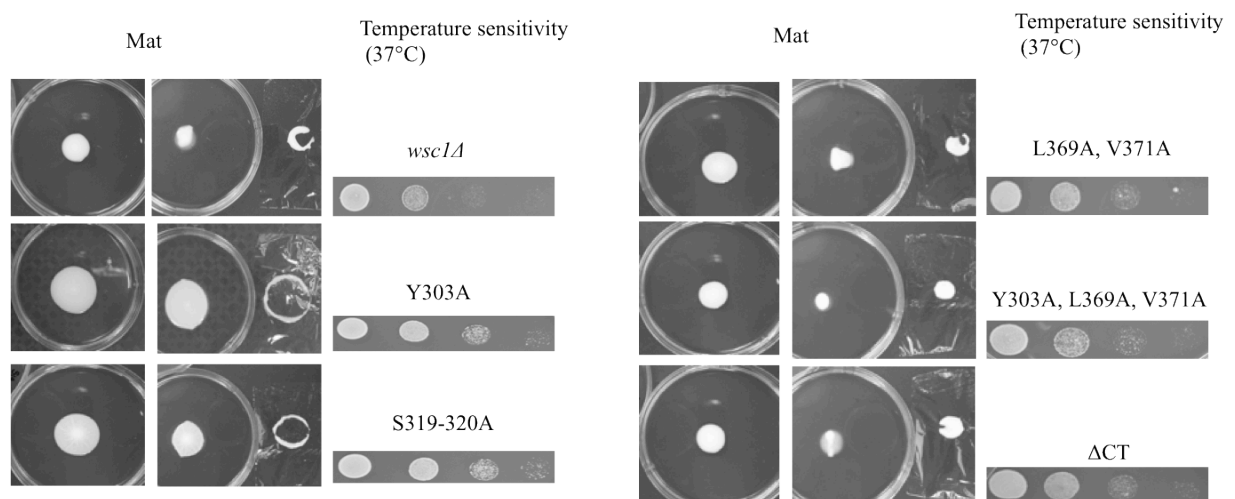 Mat
Temperature sensitivity
(37°C)
wsc1Δ
Y303A
S319-320A
Mat
Temperature sensitivity
(37°C)
L369A, V371A
Y303A, L369A, V371A
ΔCT